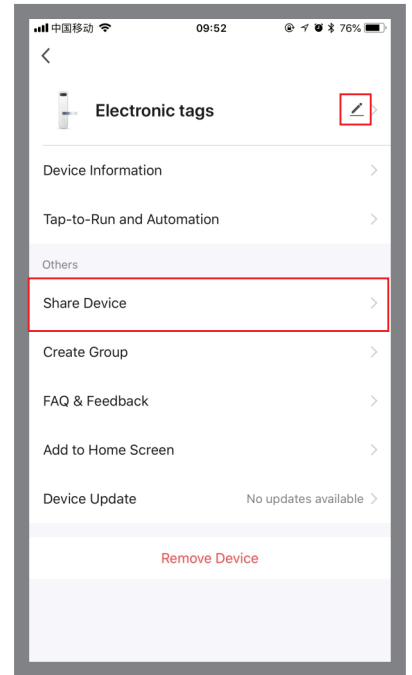 中国移动 09:52 76%
Electronic tags
Device Information
Tap-to-Run and Automation
Others
Share Device
Create Group
FAQ & Feedback
Add to Home Screen
Device Update No updates available
Remove Device